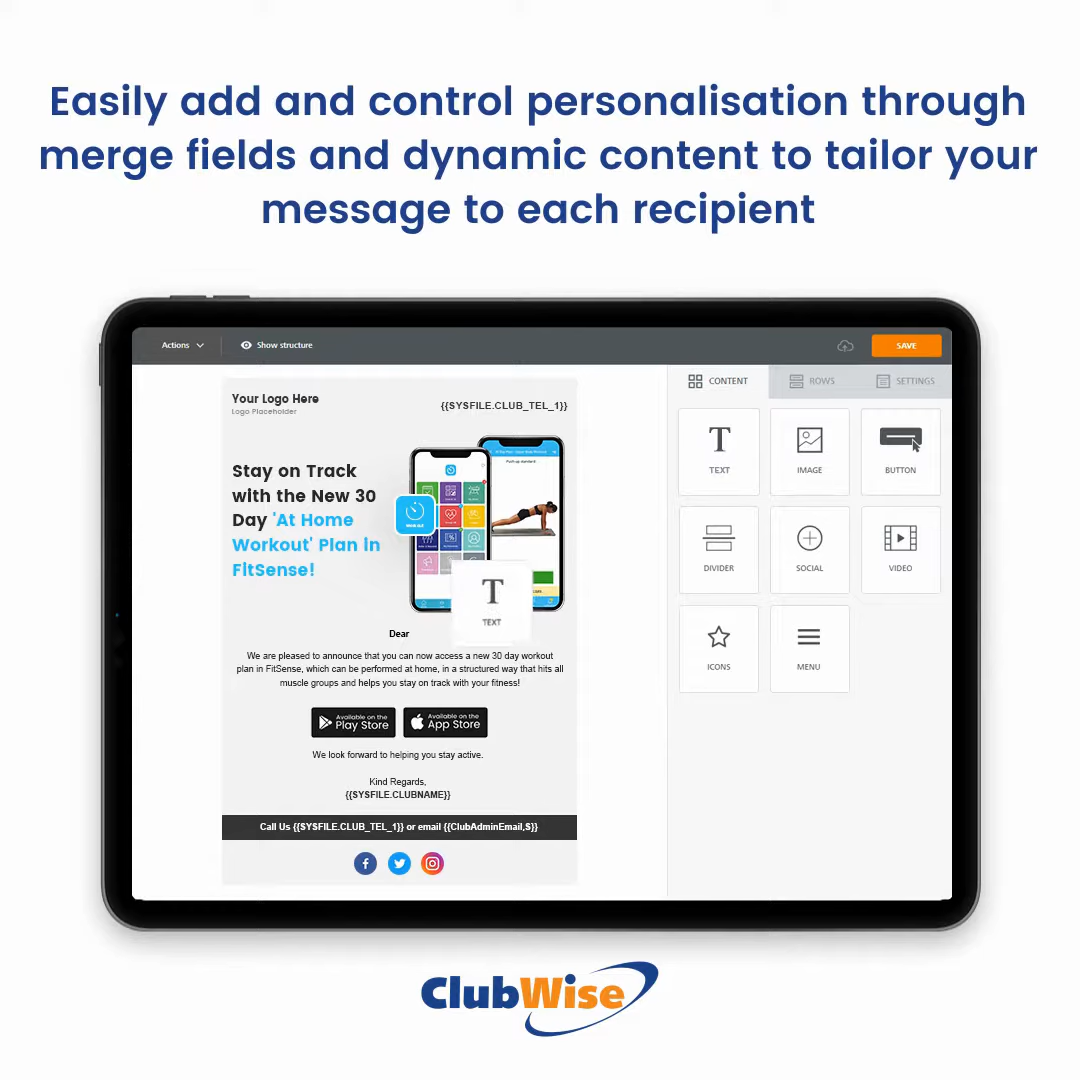 Easily add and control personalisation through
merge fields and dynamic content to tailor your
message to each recipient
Actions
Show structure
SAVE
CONTENT
ROWS
SETTINGS
Your Logo Here
Logo Placeholder
{{SYSFILE.CLUB_TEL_1}}
Stay on Track
with the New 30
Day 'At Home
Workout' Plan in
FitSense!
TEXT
IMAGE
BUTTON
DIVIDER
SOCIAL
VIDEO
ICONS
MENU
T
TEXT
Dear
We are pleased to announce that you can now access a new 30 day workout
plan in FitSense, which can be performed at home, in a structured way that hits all
muscle groups and helps you stay on track with your fitness!
Available on the
Play Store
Available on the
App Store
We look forward to helping you stay active.
Kind Regards,
{{SYSFILE.CLUBNAME}}
Call Us {{SYSFILE.CLUB_TEL_1}} or email {{ClubAdminEmail,$}}
ClubWise